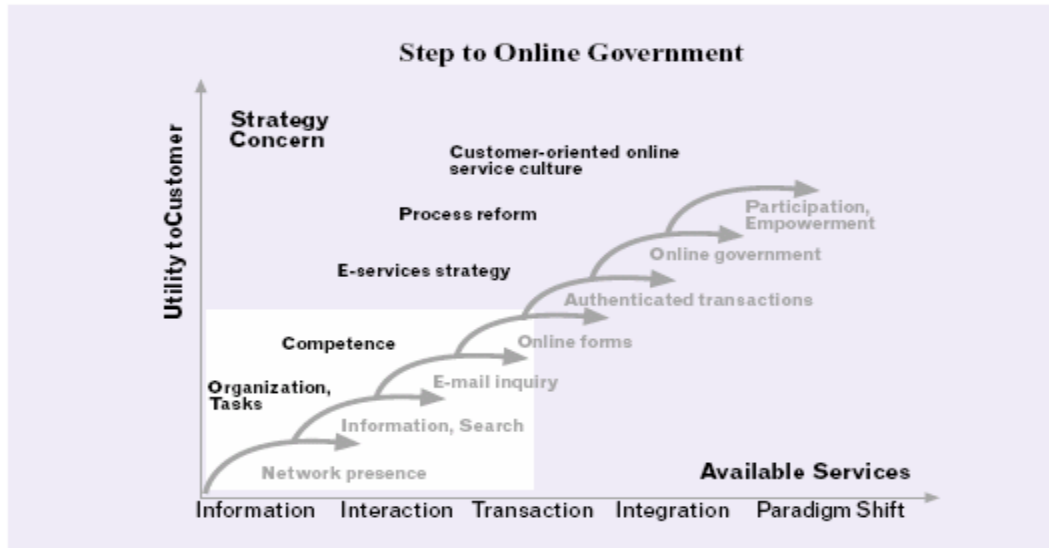 Step to Online Government
Strategy
Concern
Utility toCustomer
Customer-oriented online
service culture
Process reform
E-services strategy
Competence
Organization,
Tasks
Participation,
Empowerment
Online government
Authenticated transactions
Online forms
E-mail inquiry
Information, Search
Network presence
Available Services
Information Interaction Transaction Integration Paradigm Shift